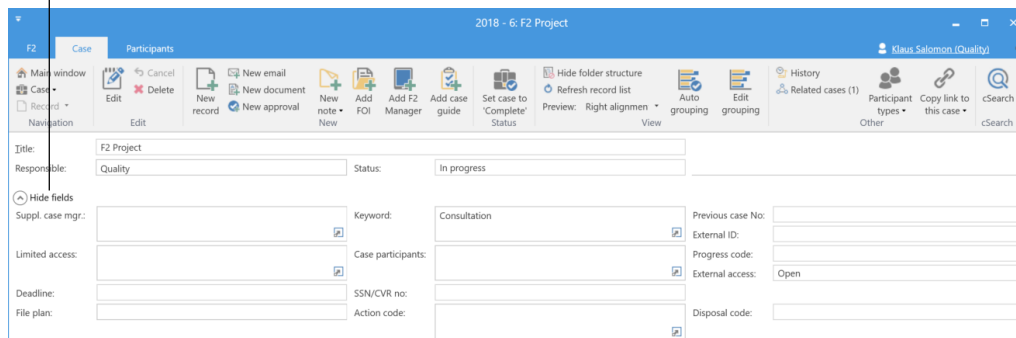 2018 - 6: F2 Project
F2 Case Participants Klaus Salomon (Quality)
Main window Cancel New email Hide folder structure History
Case Delete New document Refresh record list Related cases (1)
Record Edit New record New approval New note Add FOI Add F2 Manager Add case guide Set case to 'Complete' Preview: Right alignmen Auto grouping Edit grouping Participant types Copy link to this case cSearch
Navigation Edit New Status View Other cSearch
Title: F2 Project
Responsible: Quality Status: In progress
Hide fields
Suppl. case mgr.: Keyword: Consultation Previous case No:
External ID:
Limited access: Case participants: Progress code:
External access: Open
Deadline: SSN/CVR no:
File plan: Action code: Disposal code: